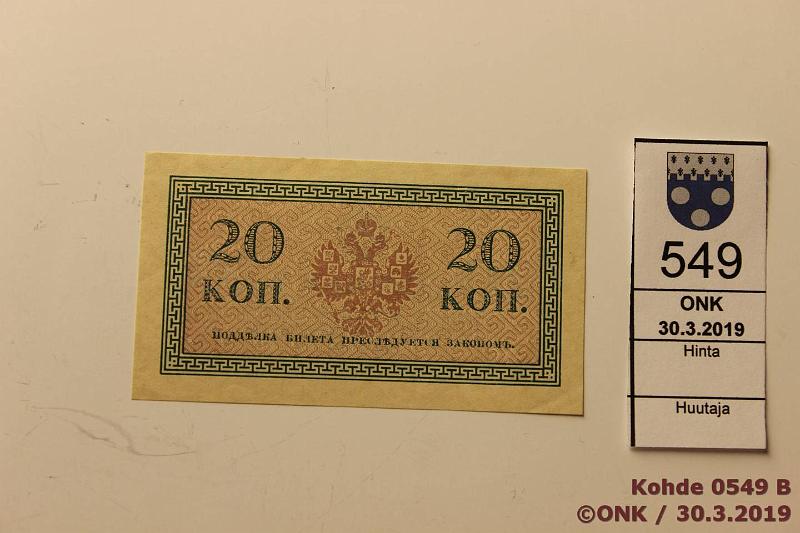 20
20
КОП.
КОП.
ПОДДѢЛКА БИЛЕТА ПРЕСЛѢДУЕТСЯ ЗАКОНОМЪ.
549
ONK
30.3.2019
Hinta
Huutaja
Kohde 0549 B
©ONK / 30.3.2019